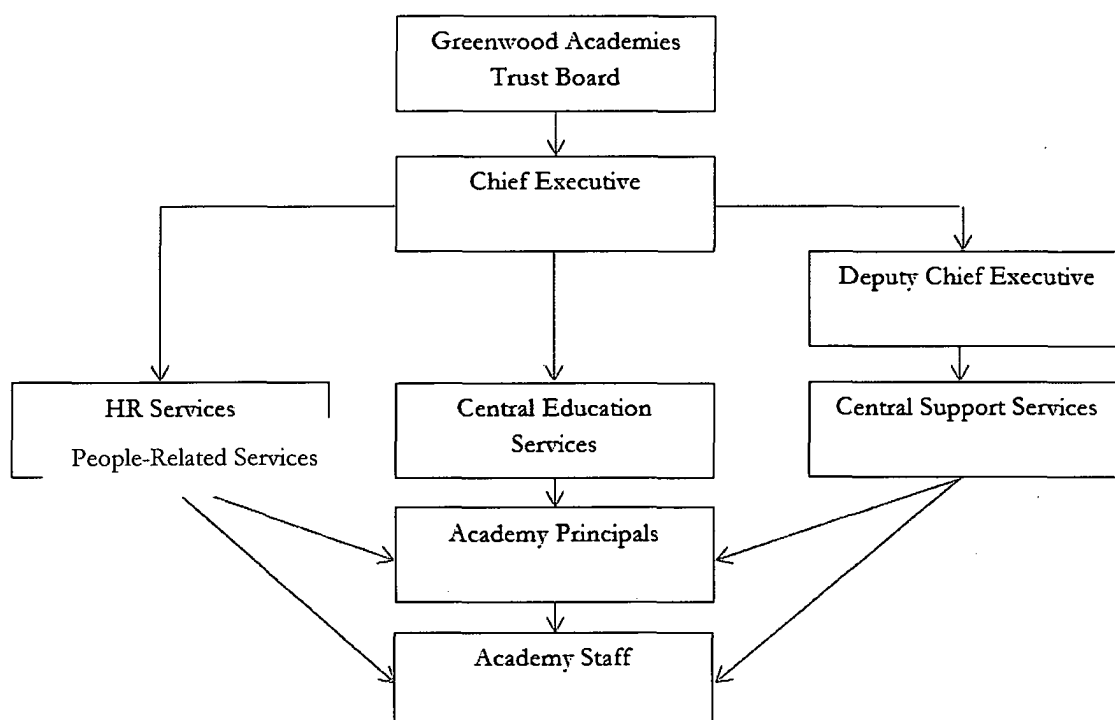 Greenwood Academies
Trust Board
Chief Executive
Deputy Chief Executive
HR Services
People-Related Services
Central Education
Services
Central Support Services
Academy Principals
Academy Staff